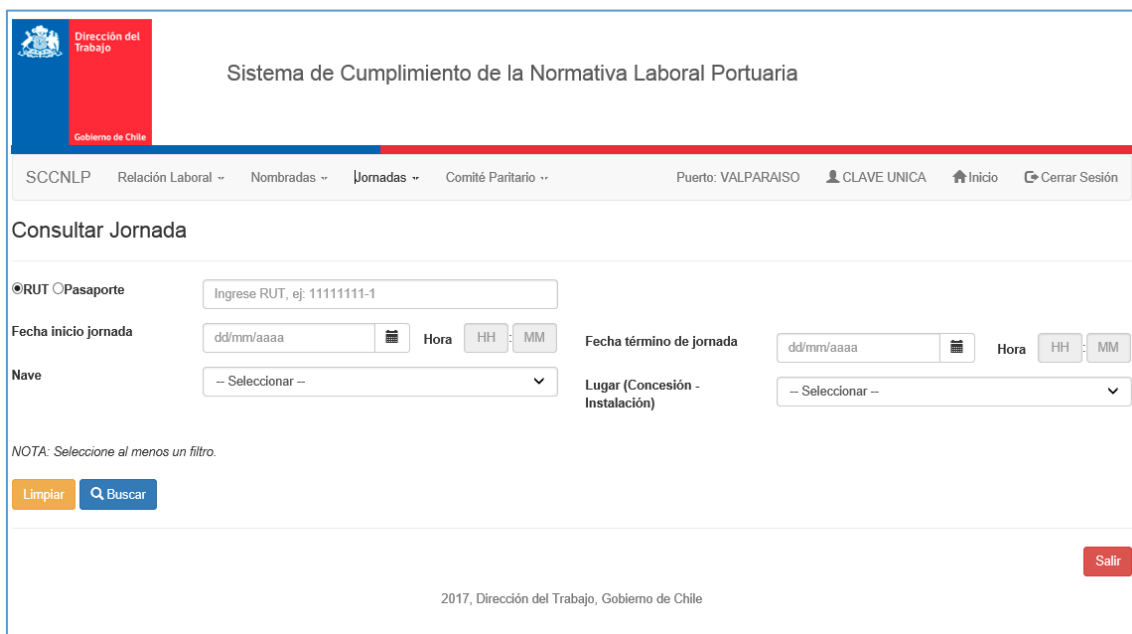 Dirección del
Trabajo
Gobierno de Chile
Sistema de Cumplimiento de la Normativa Laboral Portuaria
SCCNLP Relación Laboral Nombradas Jornadas Comité Paritario Puerto: VALPARAISO CLAVE UNICA Inicio Cerrar Sesión
Consultar Jornada
RUT Pasaporte Ingrese RUT, ej: 11111111-1
Fecha inicio jornada dd/mm/aaaa Hora HH : MM Fecha término de jornada dd/mm/aaaa Hora HH : MM
Nave -- Seleccionar -- Lugar (Concesión - -- Seleccionar --
Instalación)
NOTA: Seleccione al menos un filtro.
Limpiar Buscar
Salir
2017, Dirección del Trabajo, Gobierno de Chile